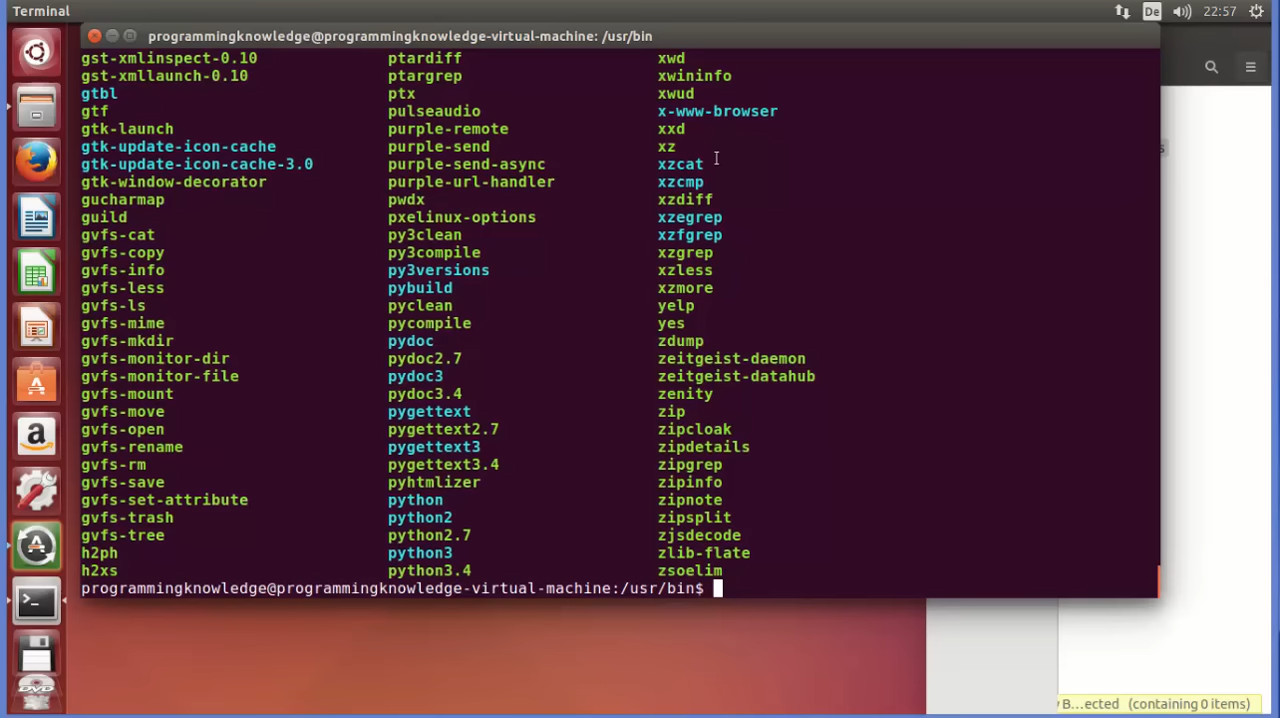 Terminal
De
22:57
programmingknowledge@programmingknowledge-virtual-machine: /usr/bin
gst-xmlinspect-0.10 ptardiff xwd
gst-xmllaunch-0.10 ptargrep xwininfo
gtbl ptx xwud
gtf pulseaudio x-www-browser
gtk-launch purple-remote xxd
gtk-update-icon-cache purple-send xz
gtk-update-icon-cache-3.0 purple-send-async xzcat
gtk-window-decorator purple-url-handler xzcmp
gucharmap pwdx xzdiff
guild pxelinux-options xzegrep
gvfs-cat py3clean xzfgrep
gvfs-copy py3compile xzgrep
gvfs-info py3versions xzless
gvfs-less pybuild xzmore
gvfs-ls pyclean yelp
gvfs-mime pycompile yes
gvfs-mkdir pydoc zdump
gvfs-monitor-dir pydoc2.7 zeitgeist-daemon
gvfs-monitor-file pydoc3 zeitgeist-datahub
gvfs-mount pydoc3.4 zenity
gvfs-move pygettext zip
gvfs-open pygettext2.7 zipcloak
gvfs-rename pygettext3 zipdetails
gvfs-rm pygettext3.4 zipgrep
gvfs-save pyhtmlizer zipinfo
gvfs-set-attribute python zipnote
gvfs-trash python2 zipsplit
gvfs-tree python2.7 zjsdecode
h2ph python3 zlib-flate
h2xs python3.4 zsoelim
programmingknowledge@programmingknowledge-virtual-machine:/usr/bin$
B...ected (containing 0 items)